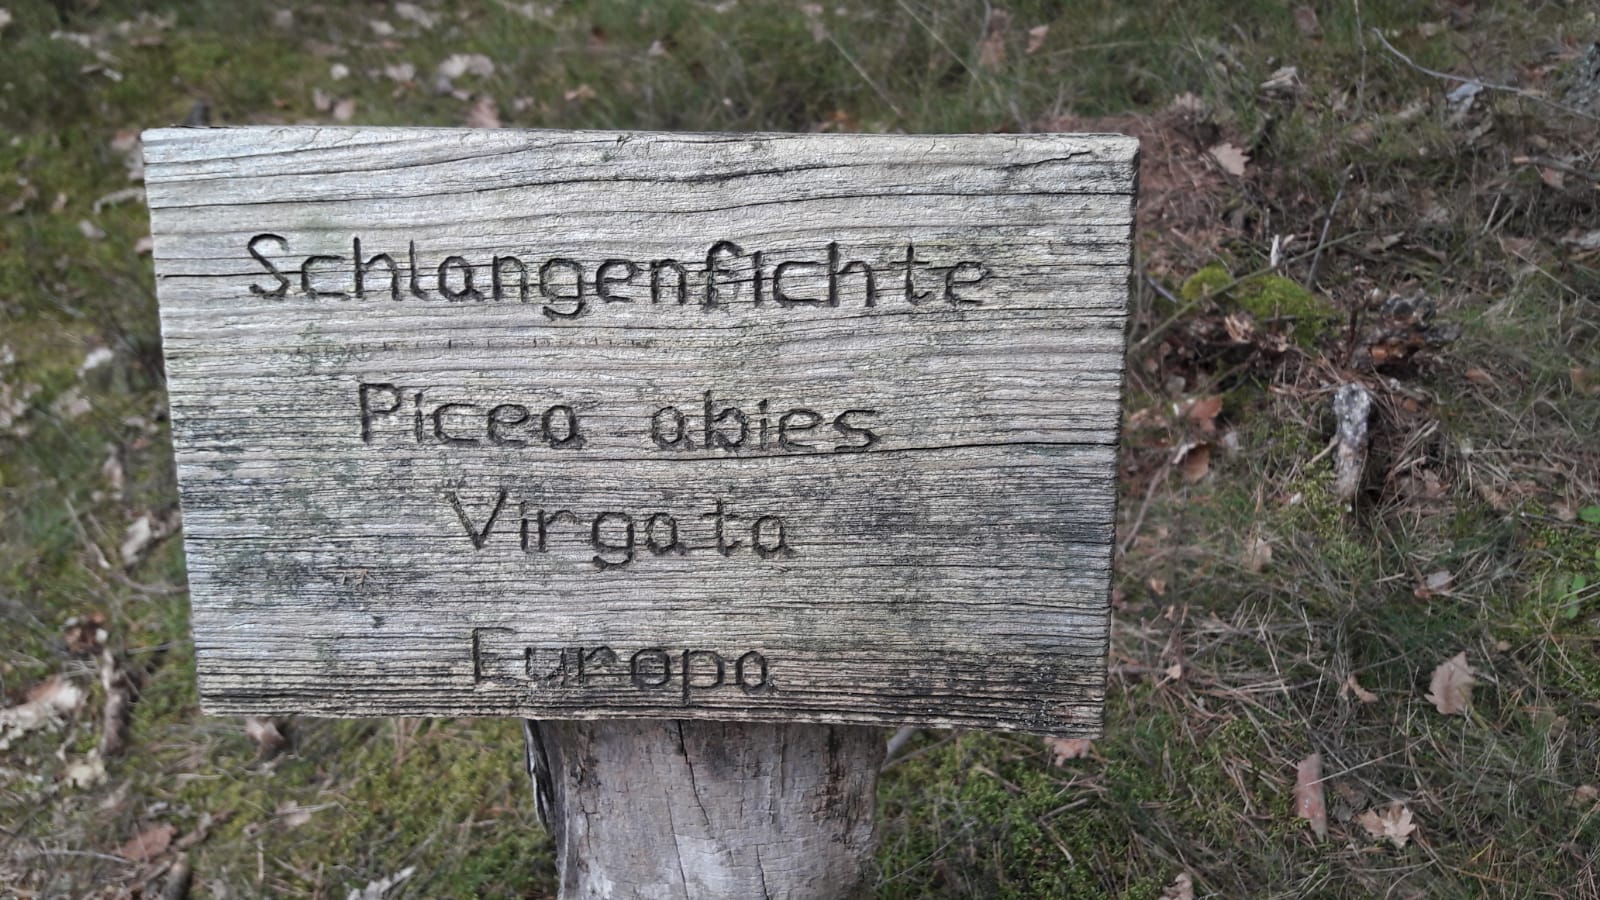 Schlangenfichte
Picea abies
Virgata
Europa